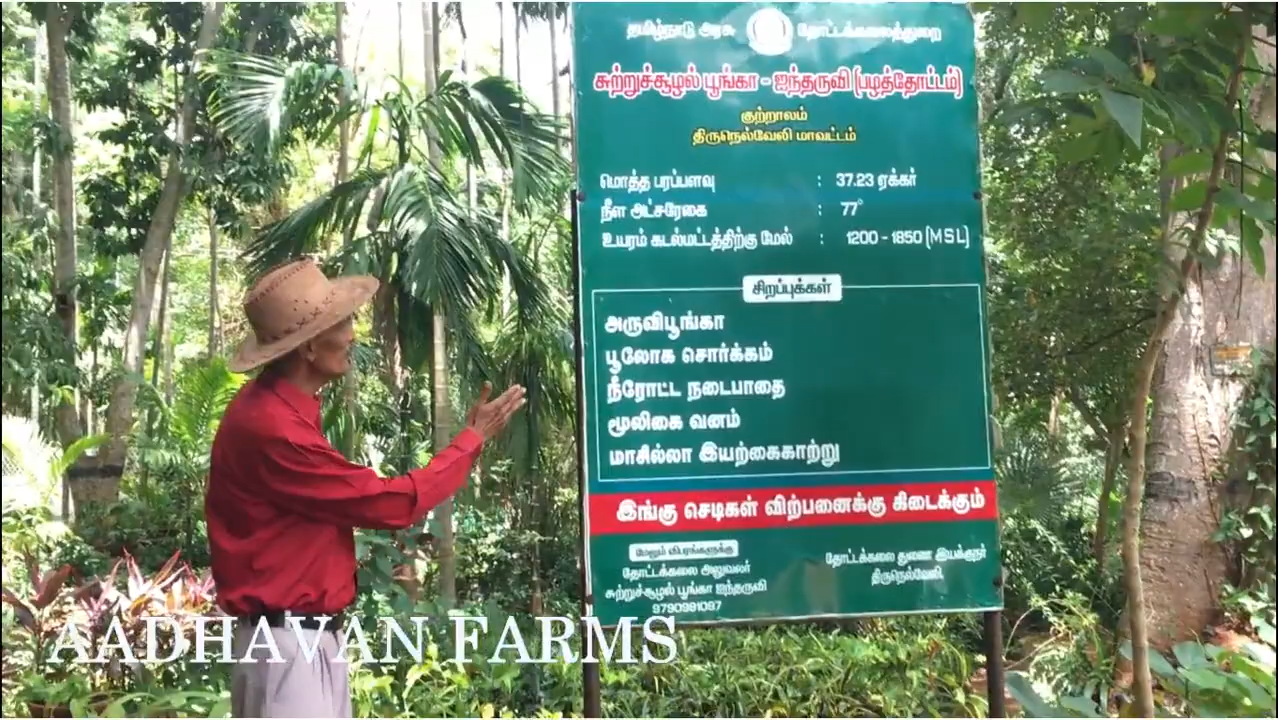 தமிழ்நாடு அரசு தோட்டக்கலைத்துறை
சுற்றுச்சூழல் பூங்கா - ஐந்தருவி (பழத்தோட்டம்)
குற்றாலம்
திருநெல்வேலி மாவட்டம்
மொத்த பரப்பளவு : 37.23 ஏக்கர்
நீள அட்சரேகை : 77°
உயரம் கடல்மட்டத்திற்கு மேல் : 1200 - 1850 (M S L)
சிறப்புக்கள்
அருவிபூங்கா
பூலோக சொர்க்கம்
நீரோட்ட நடைபாதை
மூலிகை வனம்
மாசில்லா இயற்கைகாற்று
இங்கு செடிகள் விற்பனைக்கு கிடைக்கும்
மேலும் விபரங்களுக்கு
தோட்டக்கலை அலுவலர்
சுற்றுச்சூழல் பூங்கா ஐந்தருவி
தோட்டக்கலை துணை இயக்குநர்
திருநெல்வேலி.
AADHAVAN FARMS